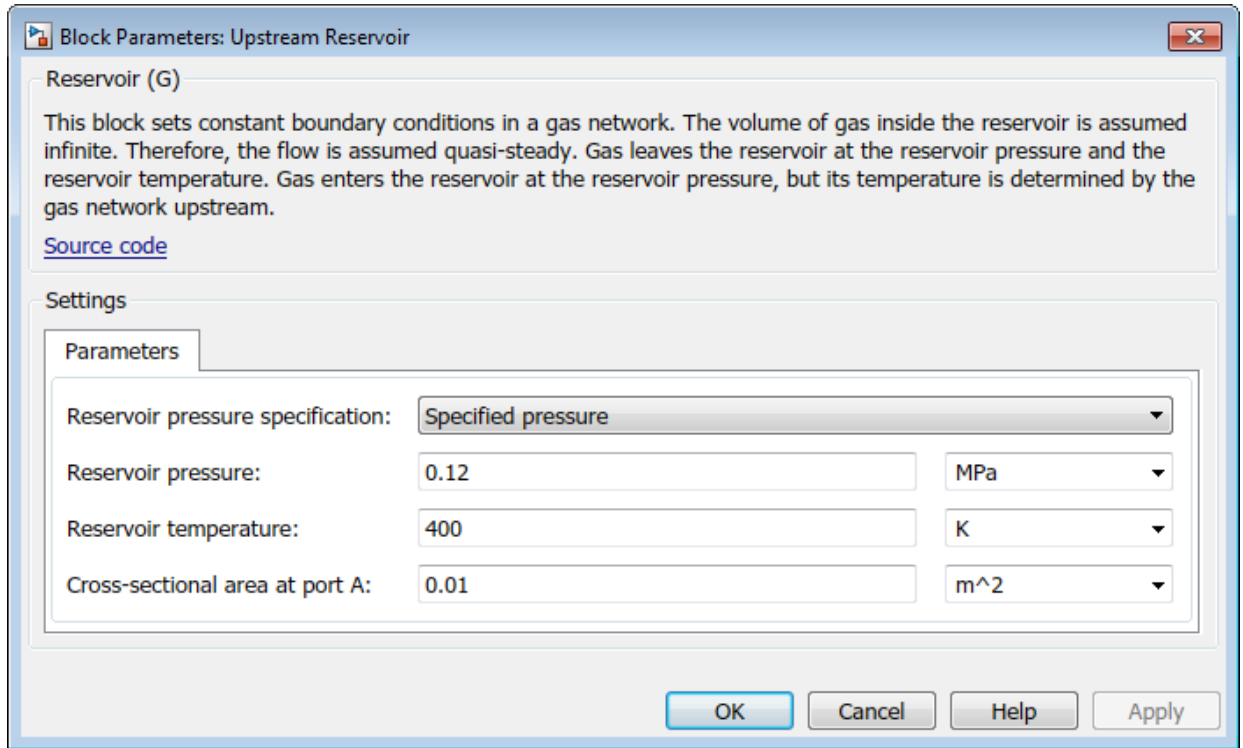 Block Parameters: Upstream Reservoir
Reservoir (G)
This block sets constant boundary conditions in a gas network. The volume of gas inside the reservoir is assumed
infinite. Therefore, the flow is assumed quasi-steady. Gas leaves the reservoir at the reservoir pressure and the
reservoir temperature. Gas enters the reservoir at the reservoir pressure, but its temperature is determined by the
gas network upstream.
Source code
Settings
Parameters
Reservoir pressure specification: Specified pressure
Reservoir pressure: 0.12 MPa
Reservoir temperature: 400 K
Cross-sectional area at port A: 0.01 m^2
OK Cancel Help Apply